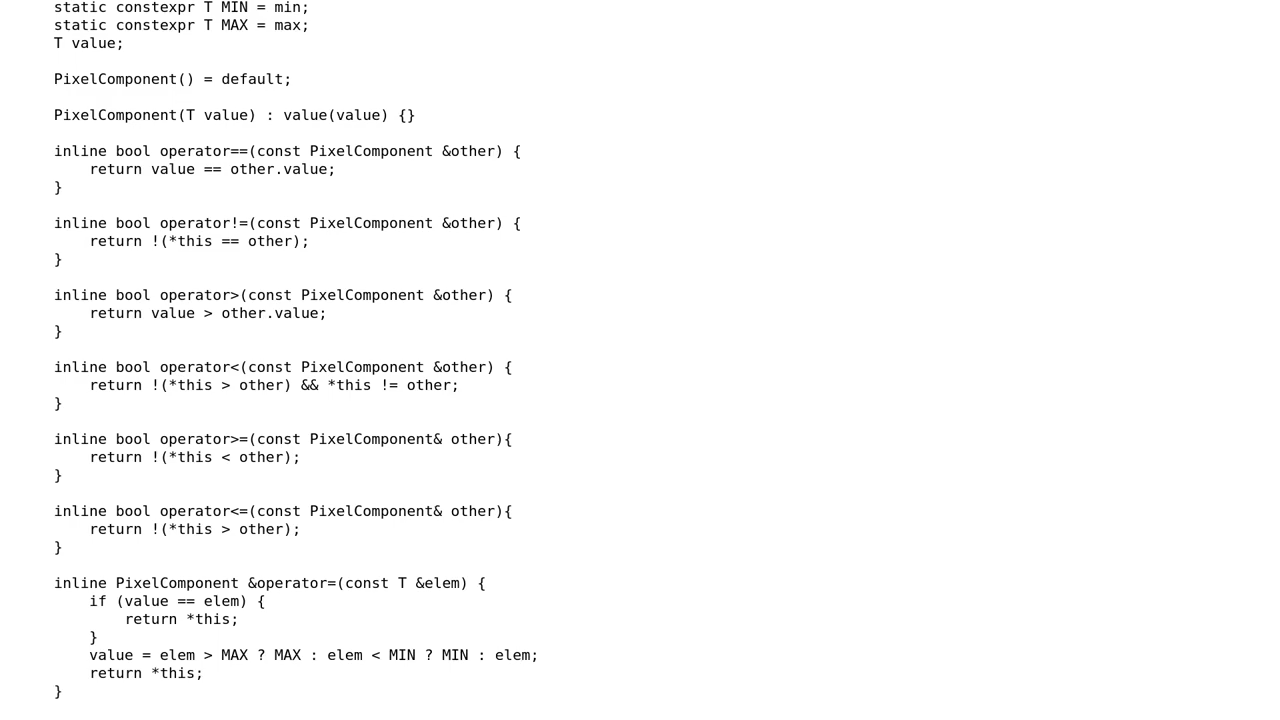 static constexpr T MIN = min;
static constexpr T MAX = max;
T value;

PixelComponent() = default;

PixelComponent(T value) : value(value) {}

inline bool operator==(const PixelComponent &other) {
    return value == other.value;
}

inline bool operator!=(const PixelComponent &other) {
    return !(*this == other);
}

inline bool operator>(const PixelComponent &other) {
    return value > other.value;
}

inline bool operator<(const PixelComponent &other) {
    return !(*this > other) && *this != other;
}

inline bool operator>=(const PixelComponent& other){
    return !(*this < other);
}

inline bool operator<=(const PixelComponent& other){
    return !(*this > other);
}

inline PixelComponent &operator=(const T &elem) {
    if (value == elem) {
        return *this;
    }
    value = elem > MAX ? MAX : elem < MIN ? MIN : elem;
    return *this;
}